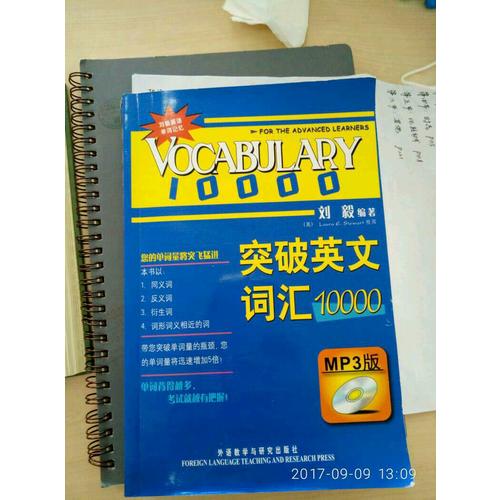 刘毅英语
单词记忆
FOR THE ADVANCED LEARNERS
VOCABULARY
10000
刘 毅 编著
(美) Laura E. Stewart 校阅
您的单词量将突飞猛进
本书以:
1. 同义词
2. 反义词
3. 衍生词
4. 词形词义相近的词
带您突破单词量的瓶颈, 您
的单词量将迅速增加5倍!
单词背得越多,
考试就越有把握!
突破英文
词汇10000
MP3版
外语教学与研究出版社
FOREIGN LANGUAGE TEACHING AND RESEARCH PRESS
2017-09-09 13:09